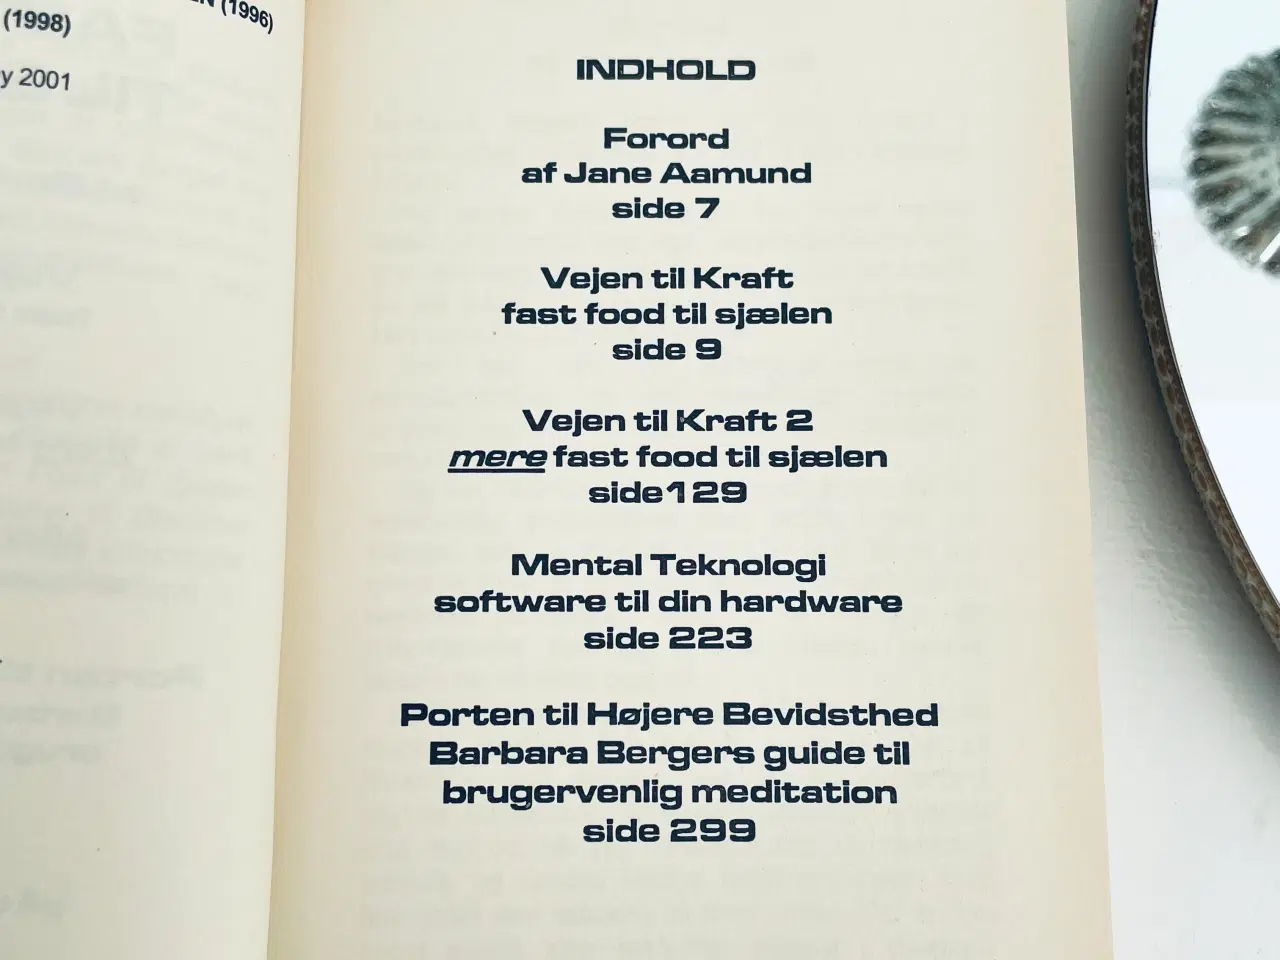 (1996)
(1998)
y 2001
INDHOLD
Forord
af Jane Aamund
side 7
Vejen til Kraft
fast food til sjælen
side 9
Vejen til Kraft 2
mere fast food til sjælen
side129
Mental Teknologi
software til din hardware
side 223
Porten til Højere Bevidsthed
Barbara Bergers guide til
brugervenlig meditation
side 299